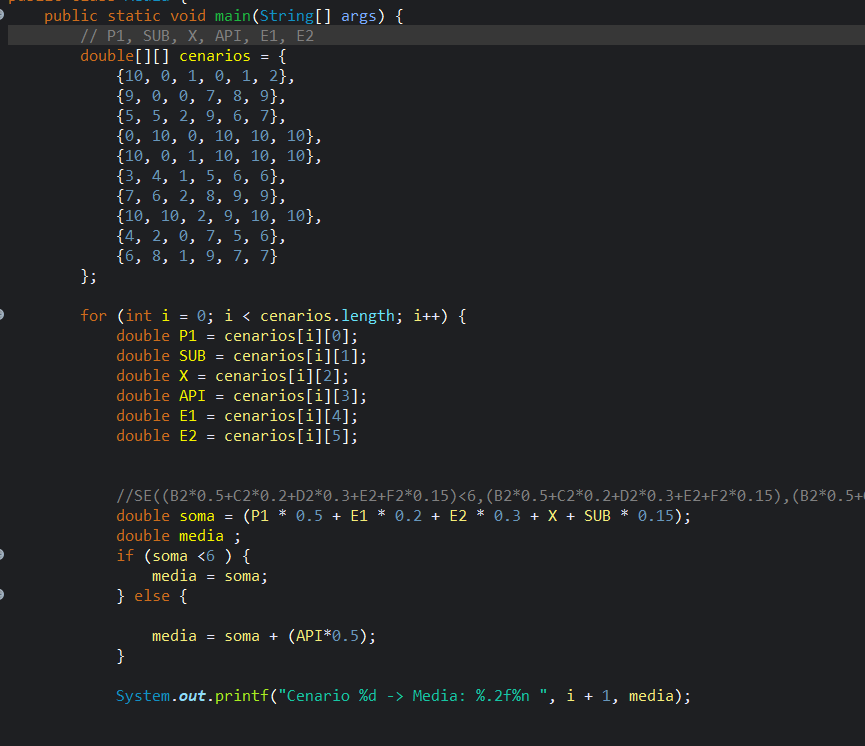 public static void main(String[] args) {
// P1, SUB, X, API, E1, E2
double[][] cenarios = {
{10, 0, 1, 0, 1, 2},
{9, 0, 0, 7, 8, 9},
{5, 5, 2, 9, 6, 7},
{0, 10, 0, 10, 10, 10},
{10, 0, 1, 10, 10, 10},
{3, 4, 1, 5, 6, 6},
{7, 6, 2, 8, 9, 9},
{10, 10, 2, 9, 10, 10},
{4, 2, 0, 7, 5, 6},
{6, 8, 1, 9, 7, 7}
};
for (int i = 0; i < cenarios.length; i++) {
double P1 = cenarios[i][0];
double SUB = cenarios[i][1];
double X = cenarios[i][2];
double API = cenarios[i][3];
double E1 = cenarios[i][4];
double E2 = cenarios[i][5];
//SE((B2*0.5+C2*0.2+D2*0.3+E2+F2*0.15)<6,(B2*0.5+C2*0.2+D2*0.3+E2+F2*0.15),(B2*0.5+
double soma = (P1 * 0.5 + E1 * 0.2 + E2 * 0.3 + X + SUB * 0.15);
double media ;
if (soma <6 ) {
media = soma;
} else {
media = soma + (API*0.5);
}
System.out.printf("Cenario %d -> Media: %.2f%n ", i + 1, media);